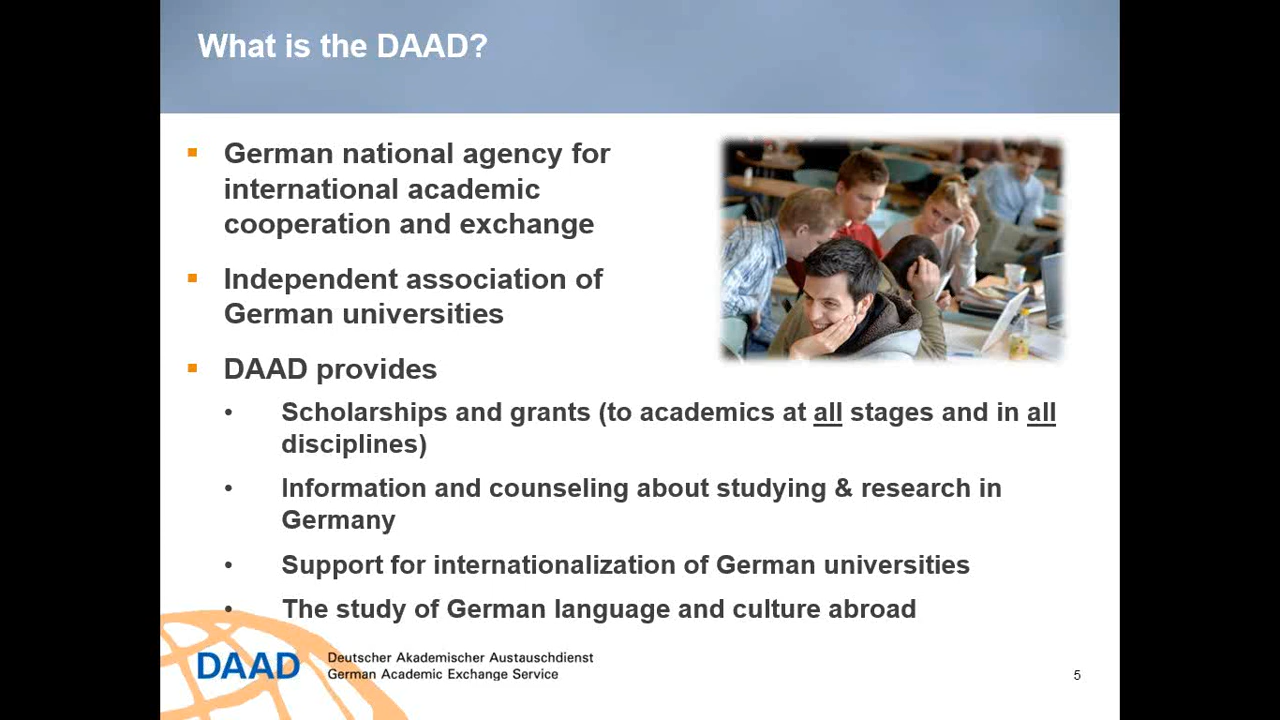 What is the DAAD?
German national agency for
international academic
cooperation and exchange
Independent association of
German universities
DAAD provides
Scholarships and grants (to academics at all stages and in all
disciplines)
Information and counseling about studying & research in
Germany
Support for internationalization of German universities
The study of German language and culture abroad
DAAD
Deutscher Akademischer Austauschdienst
German Academic Exchange Service
5